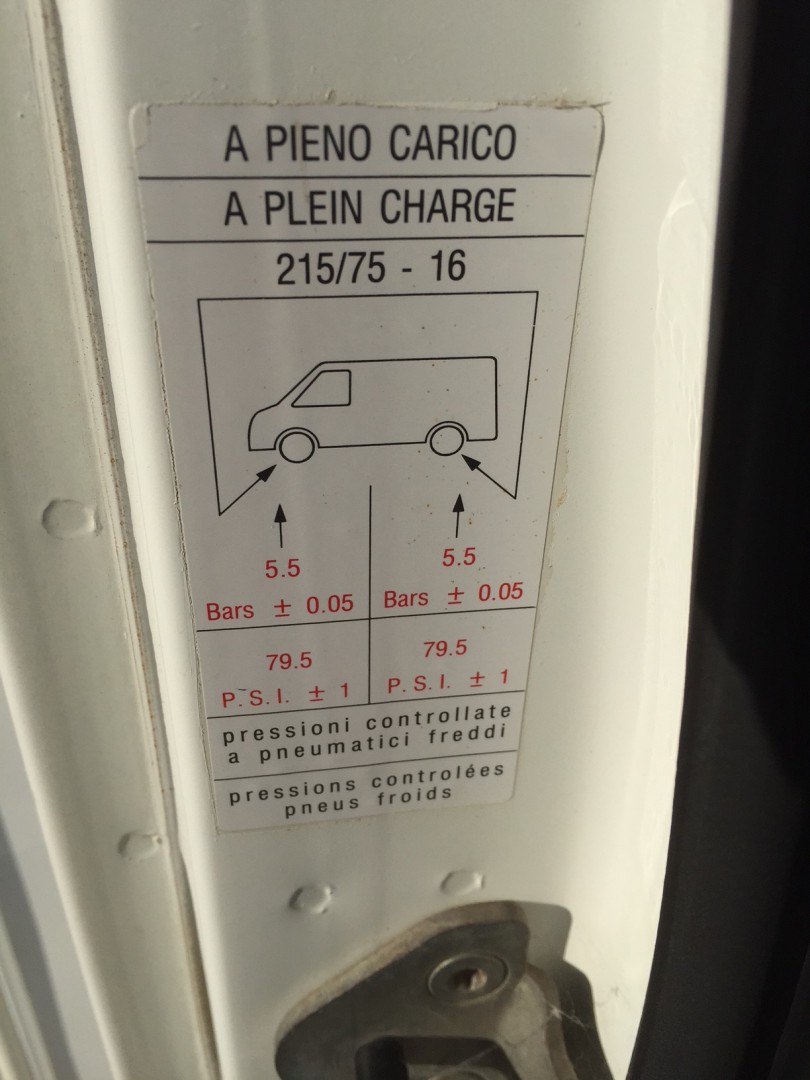 A PIENO CARICO
A PLEIN CHARGE
215/75 - 16
5.5 5.5
Bars ± 0.05 Bars ± 0.05
79.5 79.5
P.S.I. ± 1 P.S.I. ± 1
pressioni controllate
a pneumatici freddi
pressions controlées
pneus froids